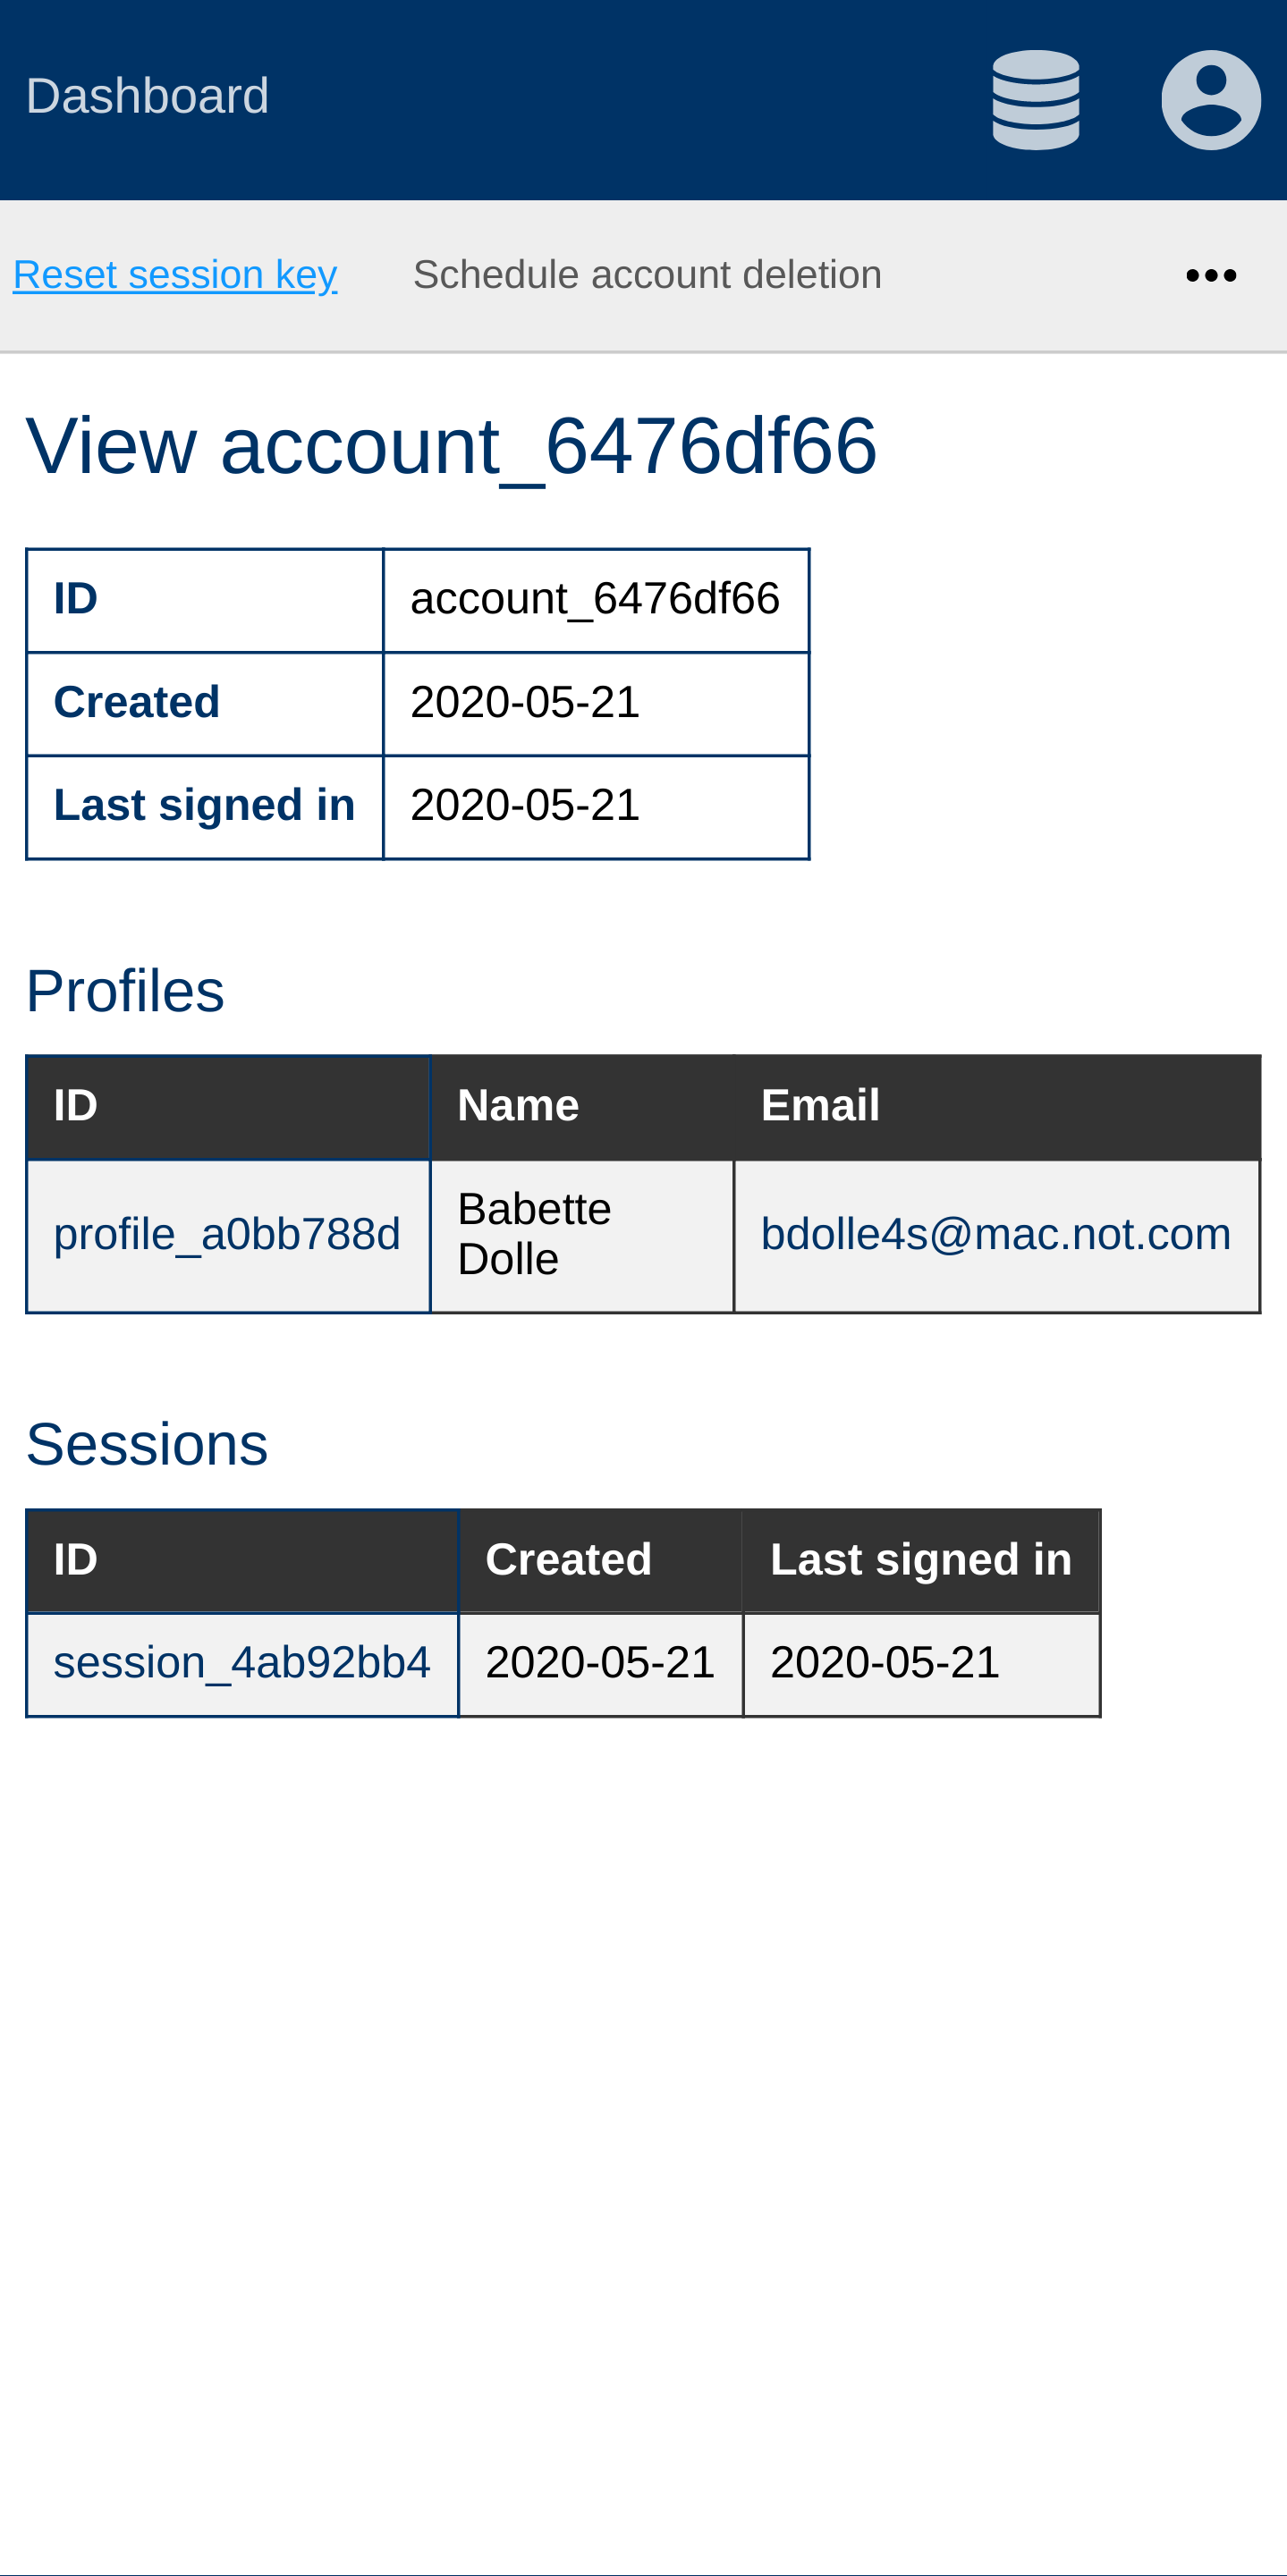 Dashboard
Reset session key Schedule account deletion •••
View account_6476df66
ID account_6476df66
Created 2020-05-21
Last signed in 2020-05-21
Profiles
ID Name Email
profile_a0bb788d Babette Dolle bdolle4s@mac.not.com
Sessions
ID Created Last signed in
session_4ab92bb4 2020-05-21 2020-05-21